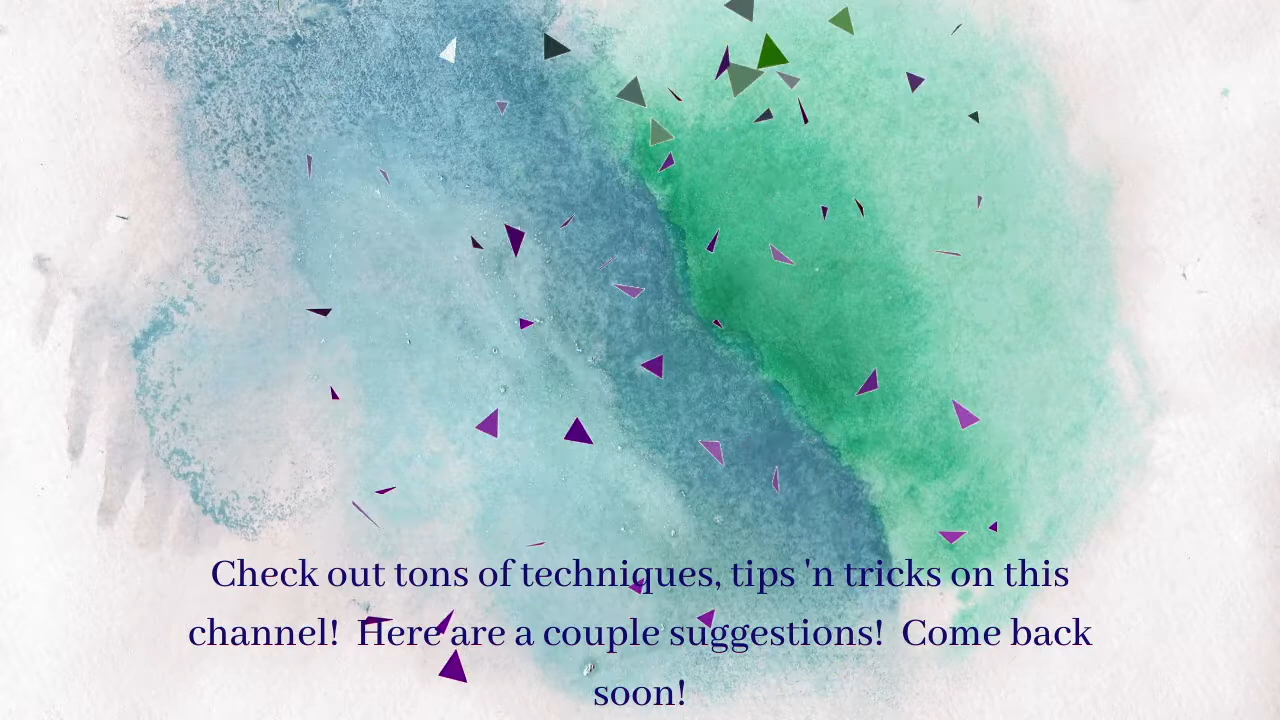 Check out tons of techniques, tips 'n tricks on this
channel!  Here are a couple suggestions!  Come back
soon!